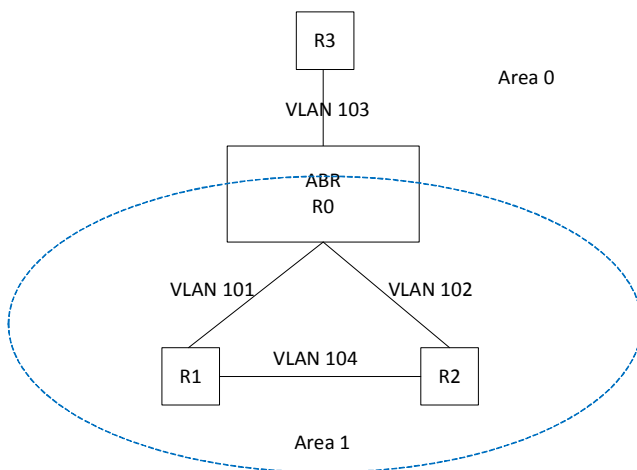 R3
Area 0
VLAN 103
ABR
R0
VLAN 101
VLAN 102
VLAN 104
R1
R2
Area 1